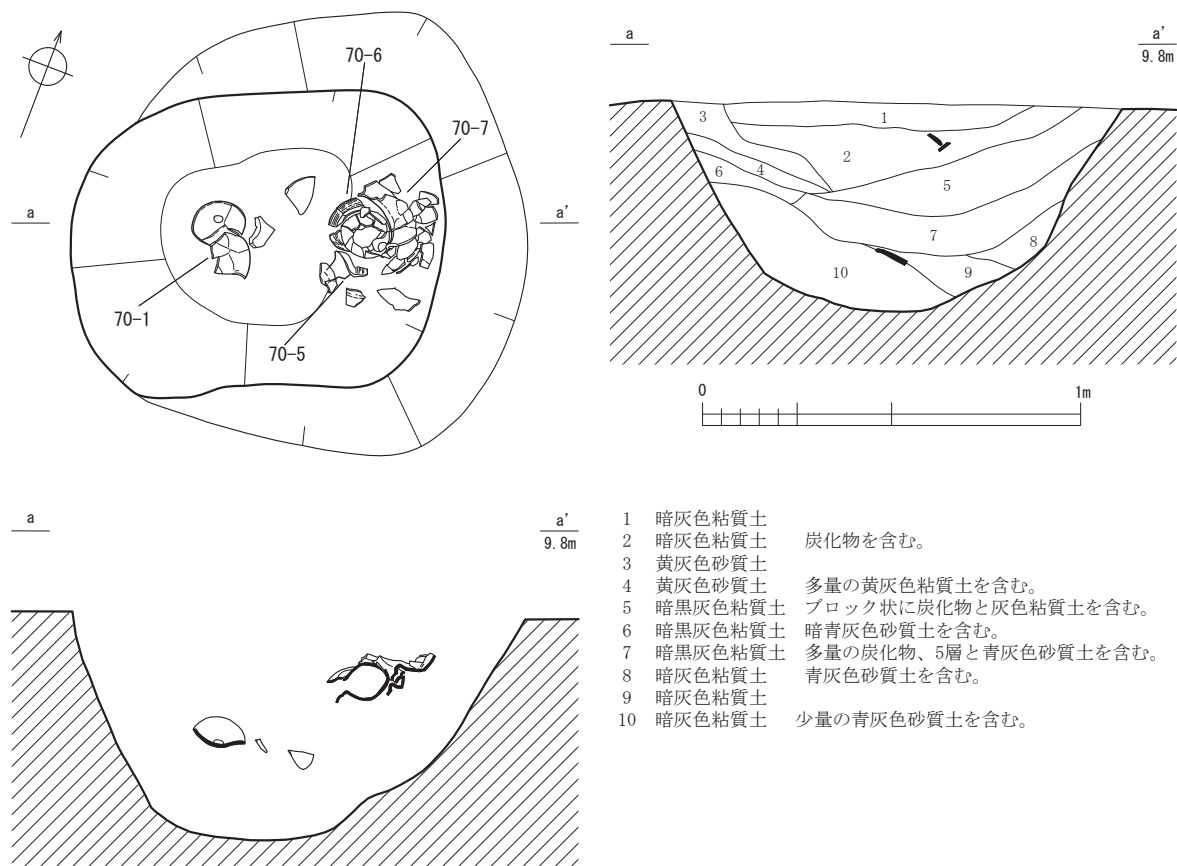 70-6
70-7
a
a'
70-1
70-5
a
a'
9.8m
3
1
2
4
6
5
7
8
10
9
0
1m
a
a'
9.8m
1 暗灰色粘質土
2 暗灰色粘質土 炭化物を含む。
3 黄灰色砂質土
4 黄灰色砂質土 多量の黄灰色粘質土を含む。
5 暗黒灰色粘質土 ブロック状に炭化物と灰色粘質土を含む。
6 暗黒灰色粘質土 暗青灰色砂質土を含む。
7 暗黒灰色粘質土 多量の炭化物、5層と青灰色砂質土を含む。
8 暗灰色粘質土 青灰色砂質土を含む。
9 暗灰色粘質土
10 暗灰色粘質土 少量の青灰色砂質土を含む。